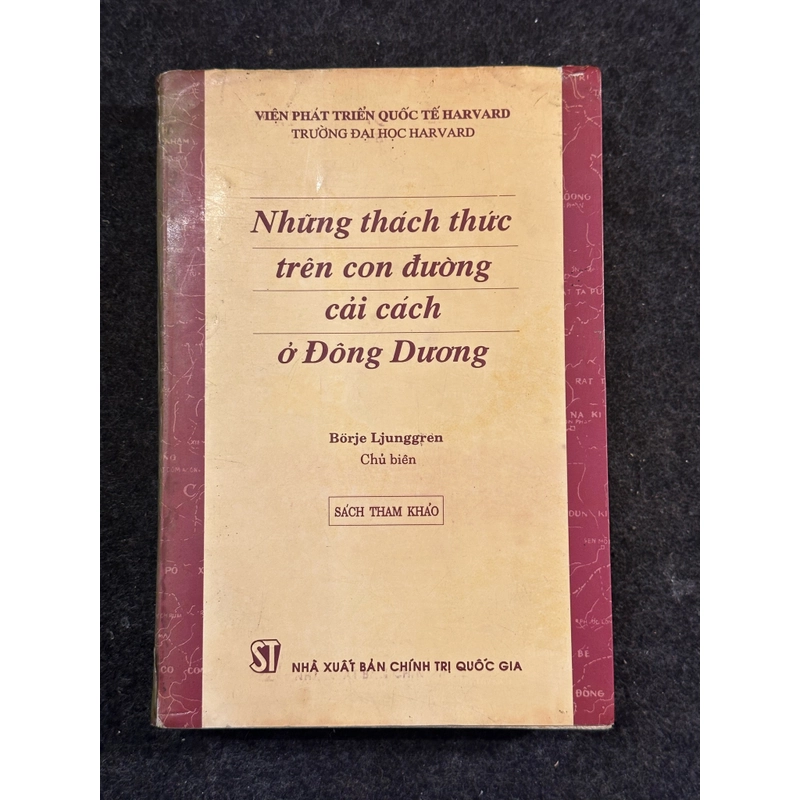 VIỆN PHÁT TRIỂN QUỐC TẾ HARVARD
TRƯỜNG ĐẠI HỌC HARVARD
Những thách thức
trên con đường
cải cách
ở Đông Dương
Börje Ljunggren
Chủ biên
SÁCH THAM KHẢO
ST NHÀ XUẤT BẢN CHÍNH TRỊ QUỐC GIA